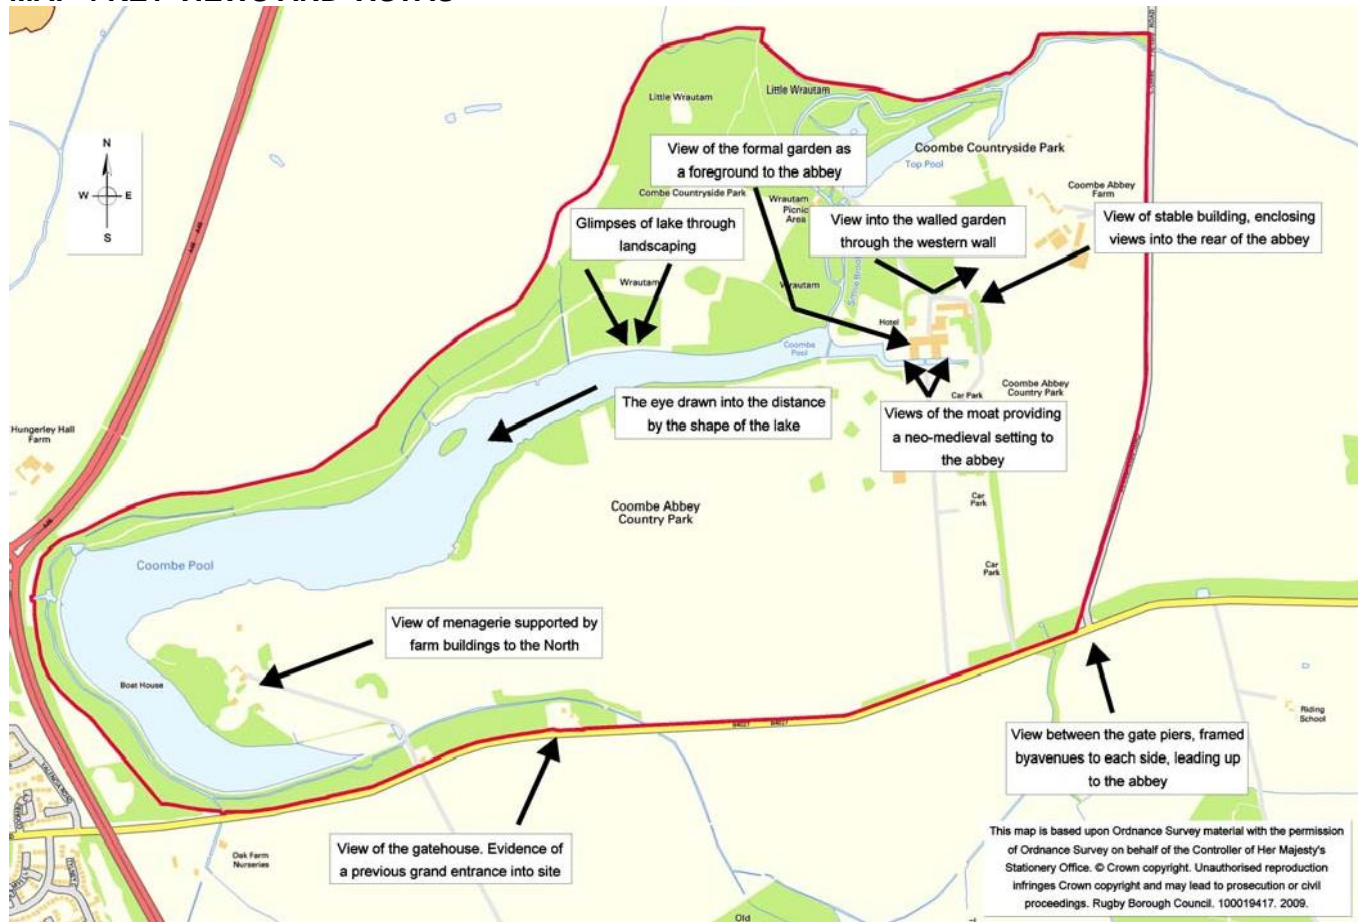 Little Wrautam
Little Wrautam
N
W
E
S
View of the formal garden as
a foreground to the abbey
Coombe Countryside Park
Top Pool
Combe Countryside Park
Wrautam
Picnic
Area
Coombe Abbey
Farm
Glimpses of lake through
landscaping
View into the walled garden
through the western wall
View of stable building, enclosing
views into the rear of the abbey
Wrautam
Wrautam
Smite Brook
Hotel
Coombe
Pool
Car Park
Coombe Abbey
Country Park
The eye drawn into the distance
by the shape of the lake
Views of the moat providing
a neo-medieval setting to
the abbey
Hungerley Hall
Farm
A46
A46
Coombe Abbey
Country Park
Car
Park
Car
Park
Coombe Pool
View of menagerie supported by
farm buildings to the North
Boat House
B4027
B4027
Riding
School
View between the gate piers, framed
byavenues to each side, leading up
to the abbey
VALENCIA ROAD
View of the gatehouse. Evidence of
a previous grand entrance into site
Oak Farm
Nurseries
Old
This map is based upon Ordnance Survey material with the permission
of Ordnance Survey on behalf of the Controller of Her Majesty's
Stationery Office. © Crown copyright. Unauthorised reproduction
infringes Crown copyright and may lead to prosecution or civil
proceedings. Rugby Borough Council. 100019417. 2009.